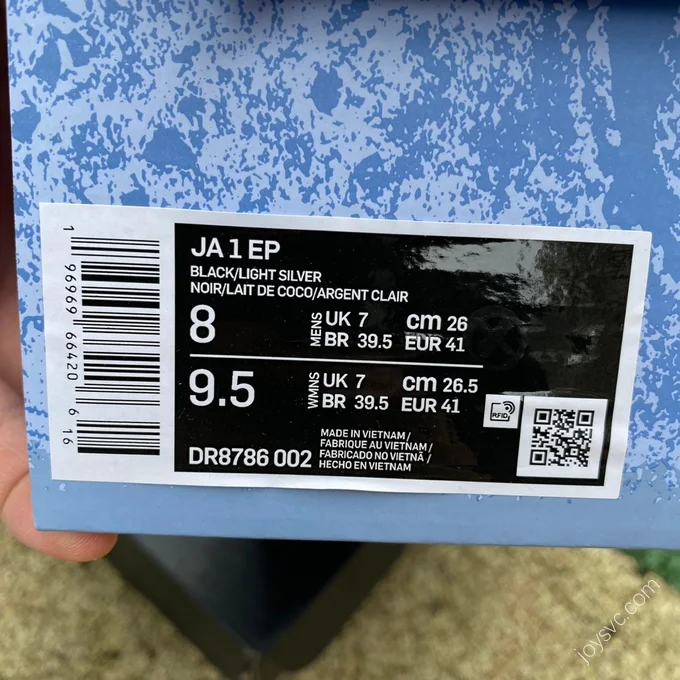 JA 1 EP
BLACK/LIGHT SILVER
NOIR/LAIT DE COCO/ARGENT CLAIR
8 MENS UK 7 cm 26
BR 39.5 EUR 41
9.5 WMNS UK 7 cm 26.5
BR 39.5 EUR 41
RFID
DR8786 002
MADE IN VIETNAM/
FABRIQUE AU VIETNAM/
FABRICADO NO VIETNÃ/
HECHO EN VIETNAM
1 96969 66420 6 16
joysvc.com